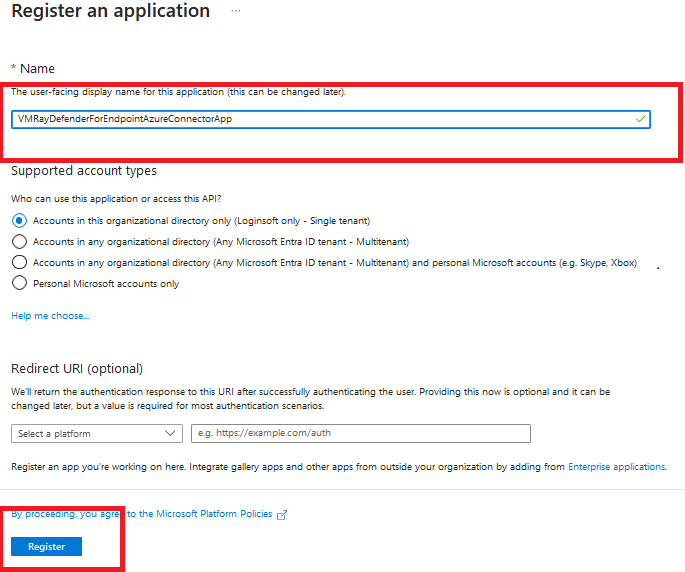 Register an application ...
* Name
The user-facing display name for this application (this can be changed later).
VMRayDefenderForEndpointAzureConnectorApp
Supported account types
Who can use this application or access this API?
Accounts in this organizational directory only (Loginsoft only - Single tenant)
Accounts in any organizational directory (Any Microsoft Entra ID tenant - Multitenant)
Accounts in any organizational directory (Any Microsoft Entra ID tenant - Multitenant) and personal Microsoft accounts (e.g. Skype, Xbox)
Personal Microsoft accounts only
Help me choose...
Redirect URI (optional)
We'll return the authentication response to this URI after successfully authenticating the user. Providing this now is optional and it can be
changed later, but a value is required for most authentication scenarios.
Select a platform
e.g. https://example.com/auth
Register an app you're working on here. Integrate gallery apps and other apps from outside your organization by adding from Enterprise applications.
By proceeding, you agree to the Microsoft Platform Policies
Register